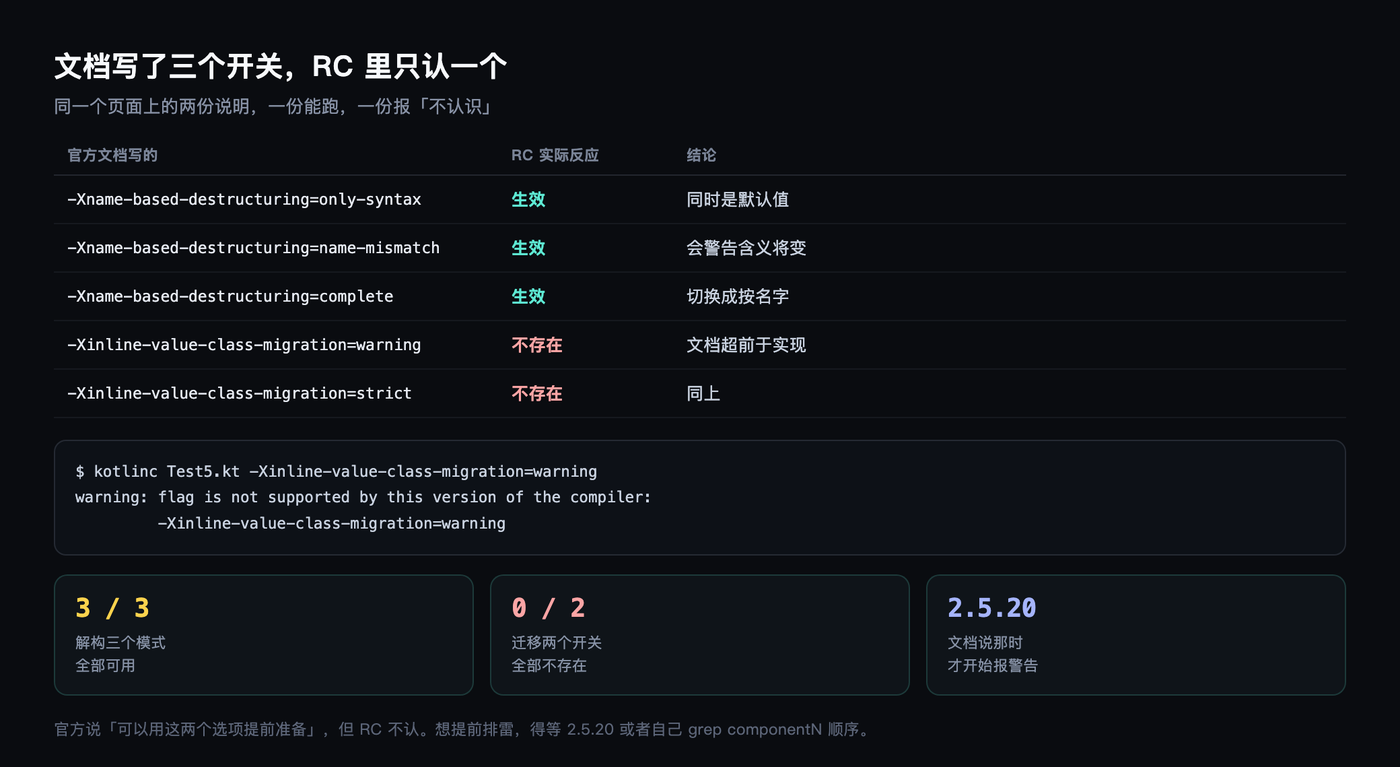 文档写了三个开关，RC 里只认一个
同一个页面上的两份说明，一份能跑，一份报「不认识」
官方文档写的 RC 实际反应 结论
-Xname-based-destructuring=only-syntax 生效 同时是默认值
-Xname-based-destructuring=name-mismatch 生效 会警告含义将变
-Xname-based-destructuring=complete 生效 切换成按名字
-Xinline-value-class-migration=warning 不存在 文档超前于实现
-Xinline-value-class-migration=strict 不存在 同上
$ kotlinc Test5.kt -Xinline-value-class-migration=warning
warning: flag is not supported by this version of the compiler:
-Xinline-value-class-migration=warning
3 / 3
解构三个模式
全部可用
0 / 2
迁移两个开关
全部不存在
2.5.20
文档说那时
才开始报警告
官方说「可以用这两个选项提前准备」，但 RC 不认。想提前排雷，得等 2.5.20 或者自己 grep componentN 顺序。